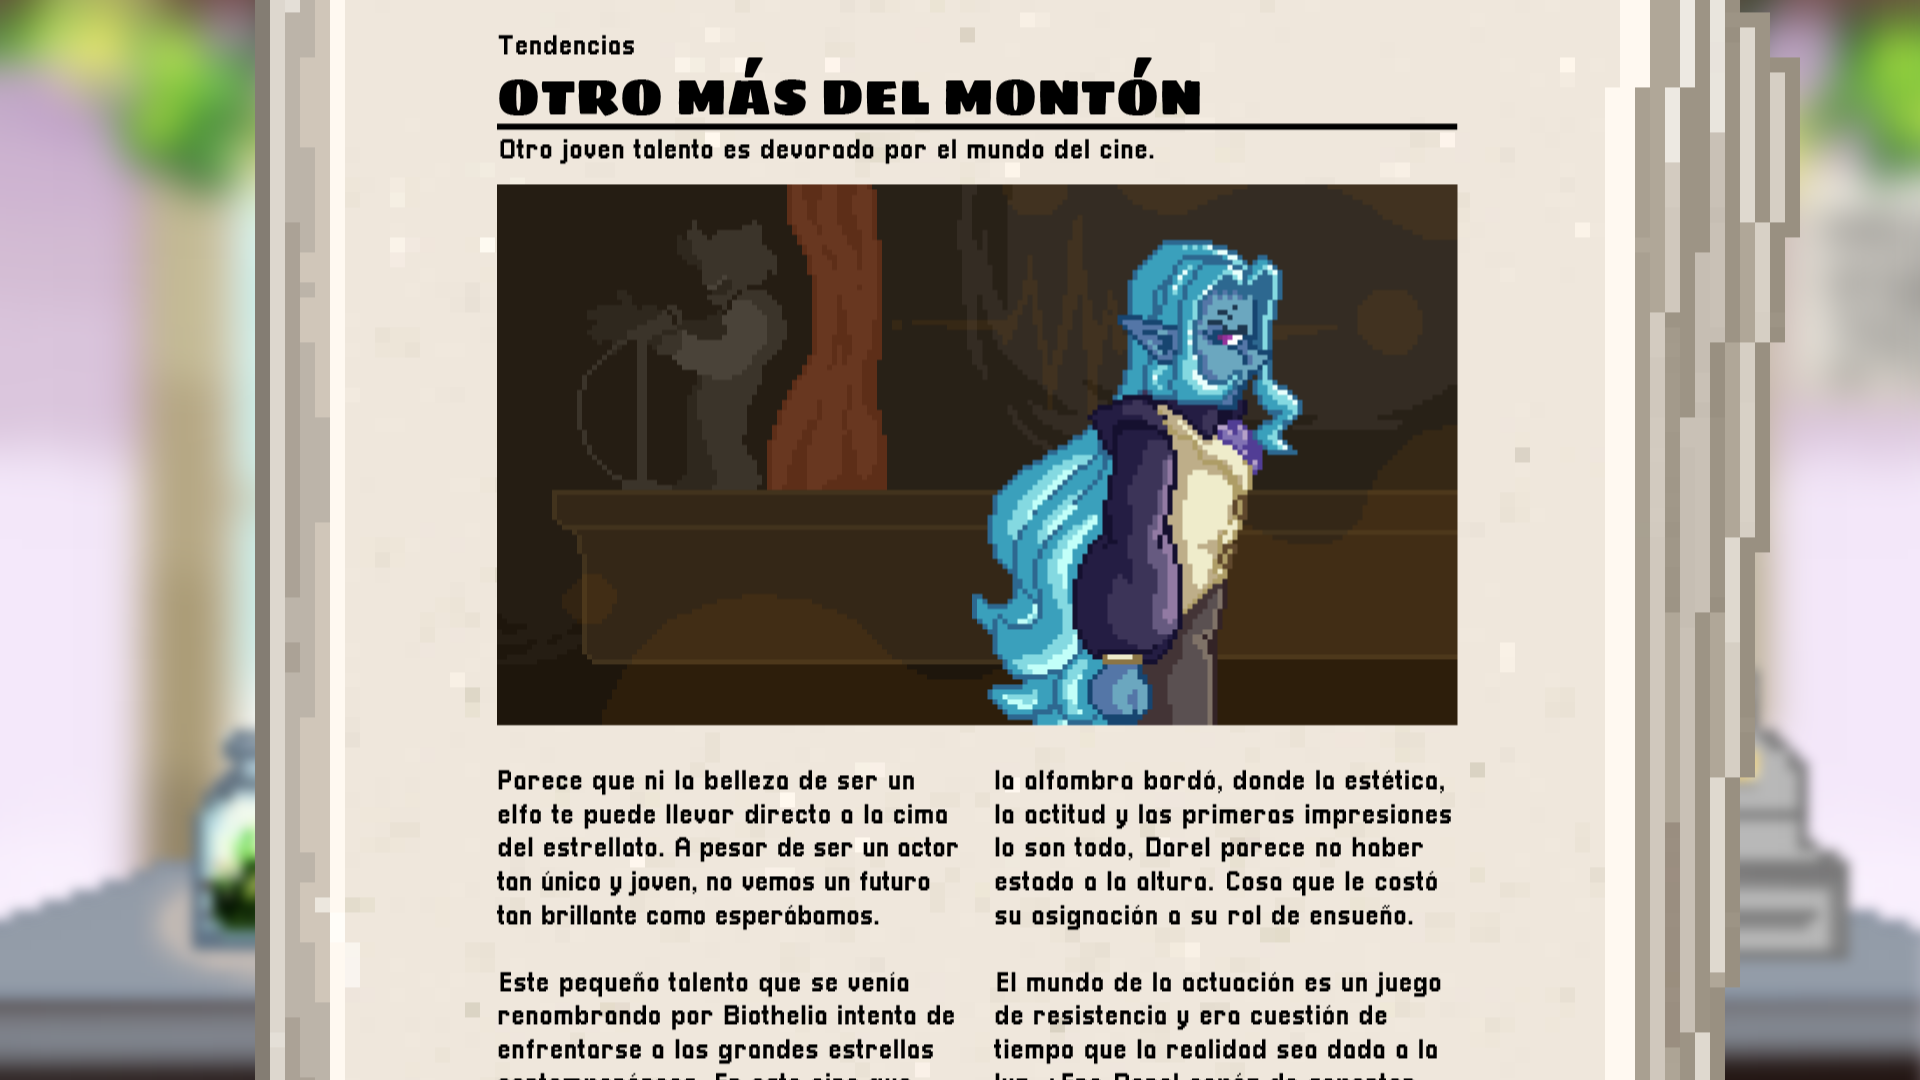 Tendencias
OTRO MÁS DEL MONTÓN
Otro joven talento es devorado por el mundo del cine.
Parece que ni la belleza de ser un
elfo te puede llevar directo a la cima
del estrellato. A pesar de ser un actor
tan único y joven, no vemos un futuro
tan brillante como esperábamos.
Este pequeño talento que se venía
renombrando por Biothelia intenta de
enfrentarse a las grandes estrellas
la alfombra bordó, donde la estética,
la actitud y las primeras impresiones
lo son todo, Darel parece no haber
estado a la altura. Cosa que le costó
su asignación a su rol de ensueño.
El mundo de la actuación es un juego
de resistencia y era cuestión de
tiempo que la realidad sea dada a la